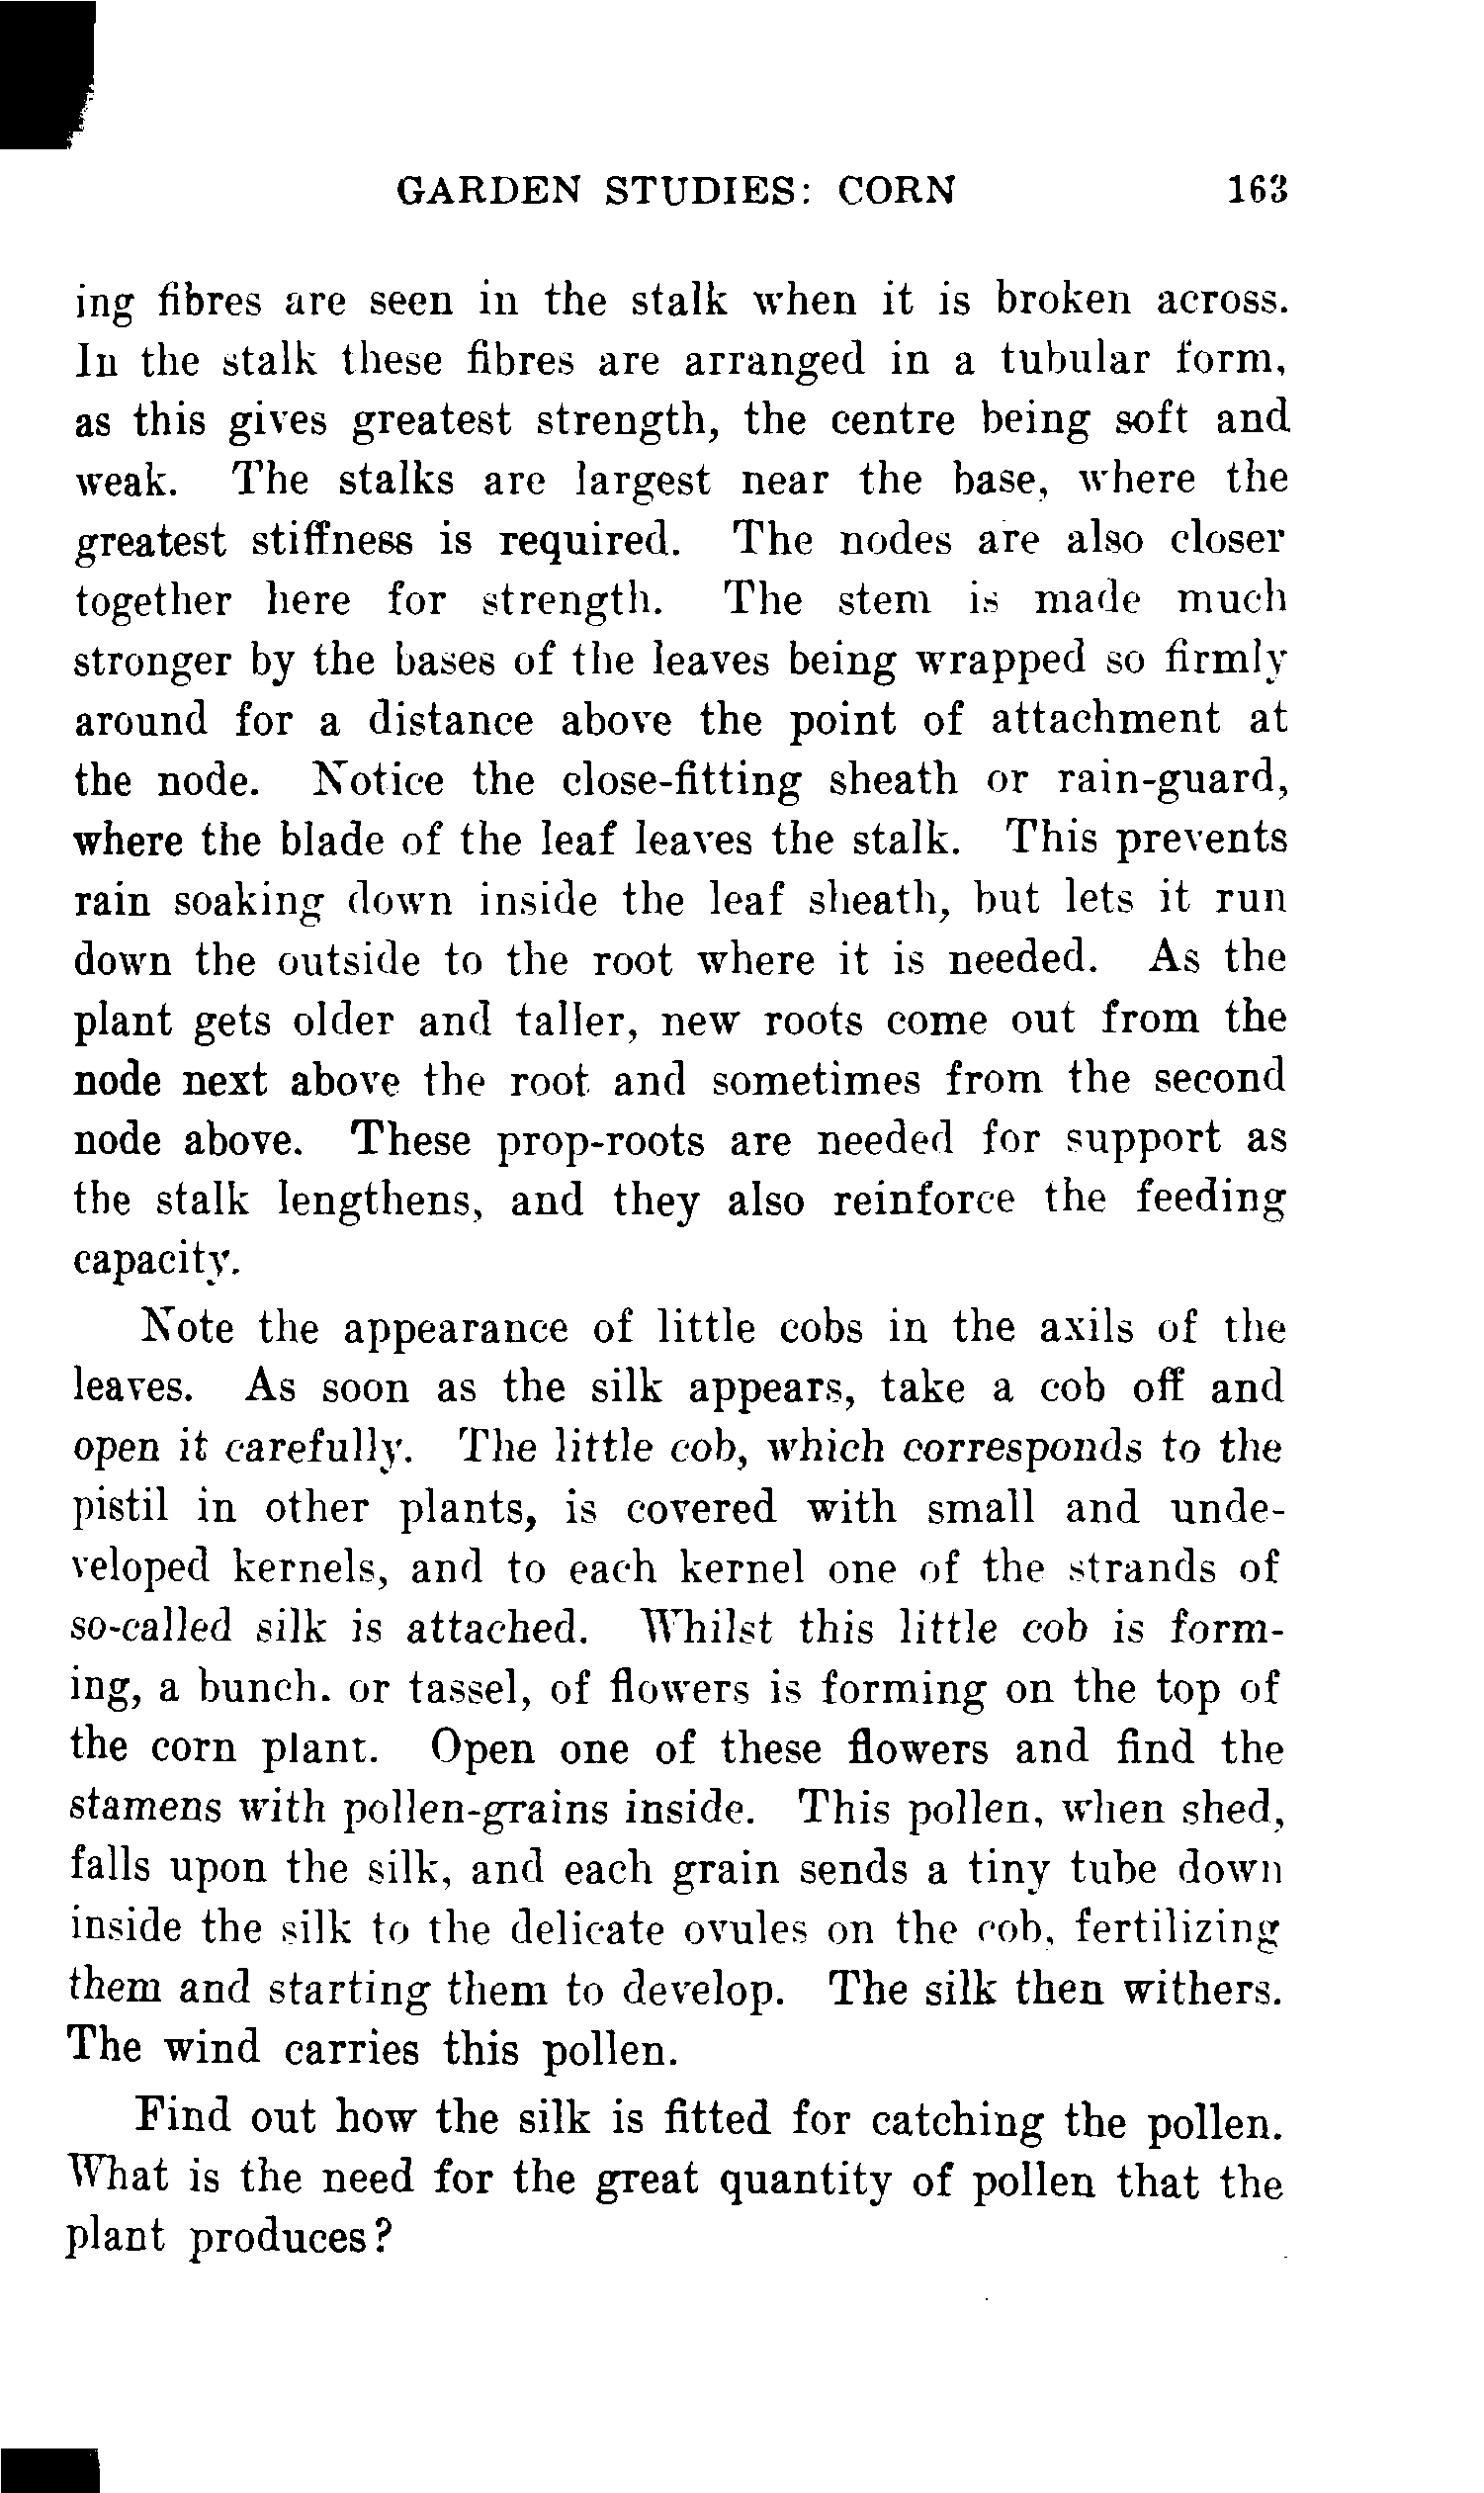 GARDEN STUDIES: CORN 163
ing fibres are seen in the stalk when it is broken across.
In the stalk these fibres are arranged in a tubular form,
as this gives greatest strength, the centre being soft and
weak. The stalks are largest near the base, where the
greatest stiffness is required. The nodes are also closer
together here for strength. The stem is made much
stronger by the bases of the leaves being wrapped so firmly
around for a distance above the point of attachment at
the node. Notice the close-fitting sheath or rain-guard,
where the blade of the leaf leaves the stalk. This prevents
rain soaking down inside the leaf sheath, but lets it run
down the outside to the root where it is needed. As the
plant gets older and taller, new roots come out from the
node next above the root and sometimes from the second
node above. These prop-roots are needed for support as
the stalk lengthens, and they also reinforce the feeding
capacity.
Note the appearance of little cobs in the axils of the
leaves. As soon as the silk appears, take a cob off and
open it carefully. The little cob, which corresponds to the
pistil in other plants, is covered with small and unde-
veloped kernels, and to each kernel one of the strands of
so-called silk is attached. Whilst this little cob is form-
ing, a bunch. or tassel, of flowers is forming on the top of
the corn plant. Open one of these flowers and find the
stamens with pollen-grains inside. This pollen, when shed,
falls upon the silk, and each grain sends a tiny tube down
inside the silk to the delicate ovules on the cob, fertilizing
them and starting them to develop. The silk then withers.
The wind carries this pollen.
Find out how the silk is fitted for catching the pollen.
What is the need for the great quantity of pollen that the
plant produces?